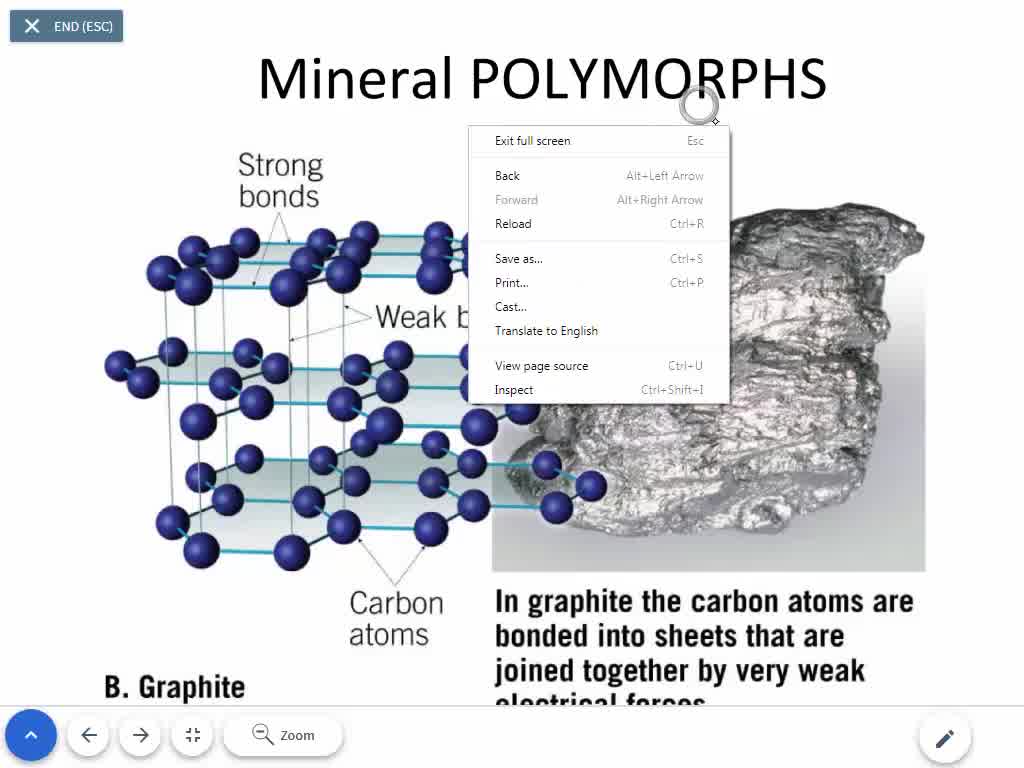 END (ESC)
Mineral POLYMORPHS
Strong
bonds
Weak b
Exit full screen Esc
Back Alt+Left Arrow
Forward Alt+Right Arrow
Reload Ctrl+R
Save as... Ctrl+S
Print... Ctrl+P
Cast...
Translate to English
View page source Ctrl+U
Inspect Ctrl+Shift+I
Carbon
atoms
B. Graphite
In graphite the carbon atoms are
bonded into sheets that are
joined together by very weak
electrical forces.
Zoom